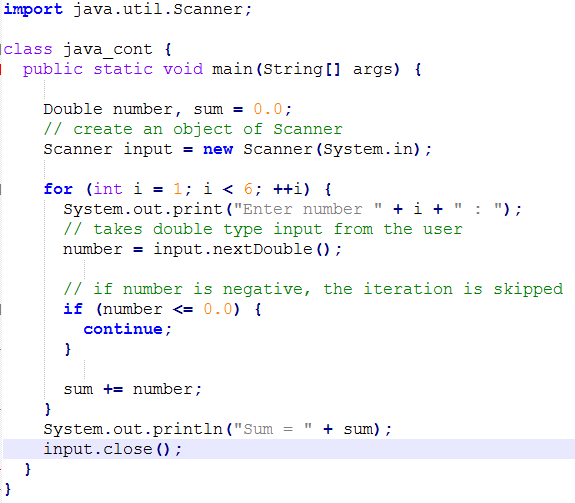 import java.util.Scanner;
class java_cont {
public static void main(String[] args) {
Double number, sum = 0.0;
// create an object of Scanner
Scanner input = new Scanner(System.in);
for (int i = 1; i < 6; ++i) {
System.out.print("Enter number " + i + " : ");
// takes double type input from the user
number = input.nextDouble();
// if number is negative, the iteration is skipped
if (number <= 0.0) {
continue;
}
sum += number;
}
System.out.println("Sum = " + sum);
input.close();
}
}